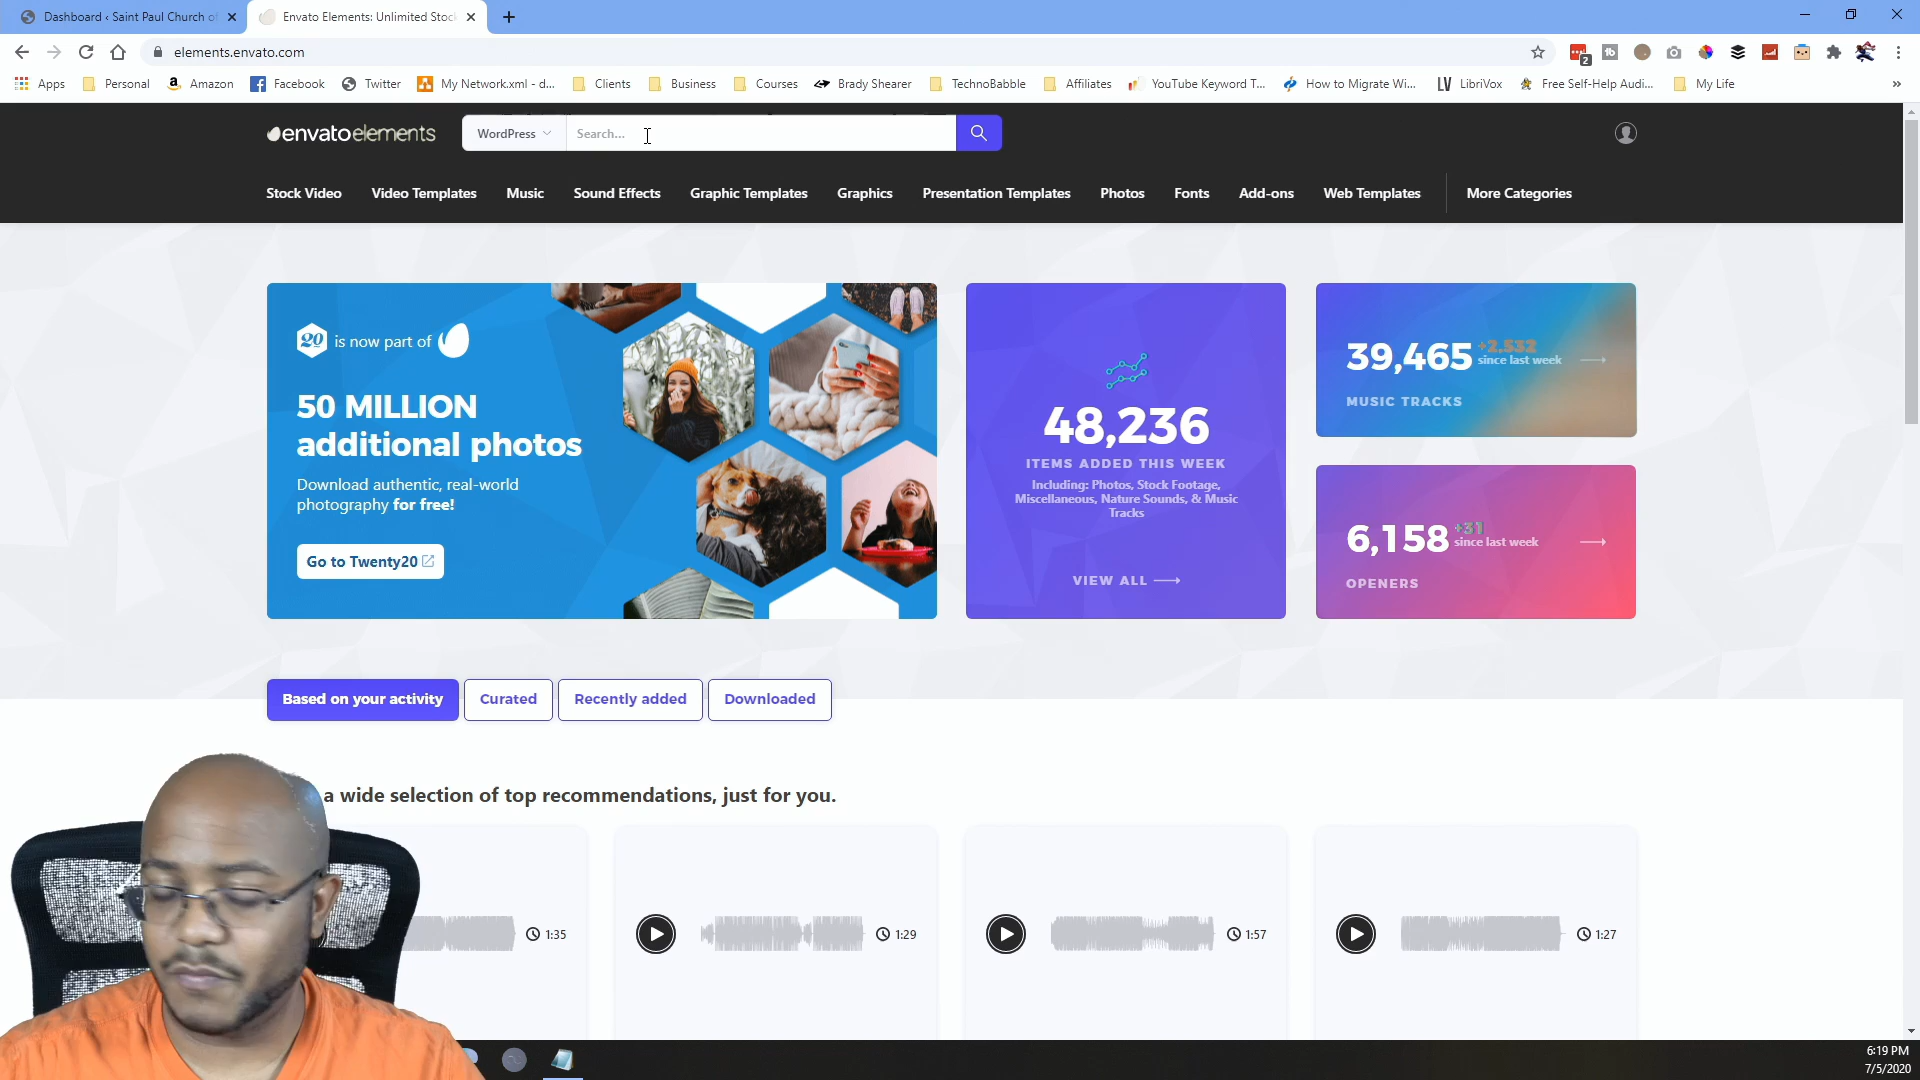 Dashboard ‹ Saint Paul Church of
Envato Elements: Unlimited Stock
elements.envato.com
2
Apps
Personal
Amazon
Facebook
Twitter
My Network.xml - d...
Clients
Business
Courses
Brady Shearer
TechnoBabble
Affiliates
YouTube Keyword T...
How to Migrate Wi...
LibriVox
Free Self-Help Audi...
My Life
»
envatoelements
WordPress
Search...
Stock Video
Video Templates
Music
Sound Effects
Graphic Templates
Graphics
Presentation Templates
Photos
Fonts
Add-ons
Web Templates
More Categories
20 is now part of
50 MILLION
additional photos
Download authentic, real-world
photography for free!
Go to Twenty20
48,236
ITEMS ADDED THIS WEEK
Including: Photos, Stock Footage,
Miscellaneous, Nature Sounds, & Music
Tracks
VIEW ALL
39,465 +2,532
since last week
MUSIC TRACKS
6,158 +31
since last week
OPENERS
Based on your activity
Curated
Recently added
Downloaded
a wide selection of top recommendations, just for you.
1:35
1:29
1:57
1:27
6:19 PM
7/5/2020